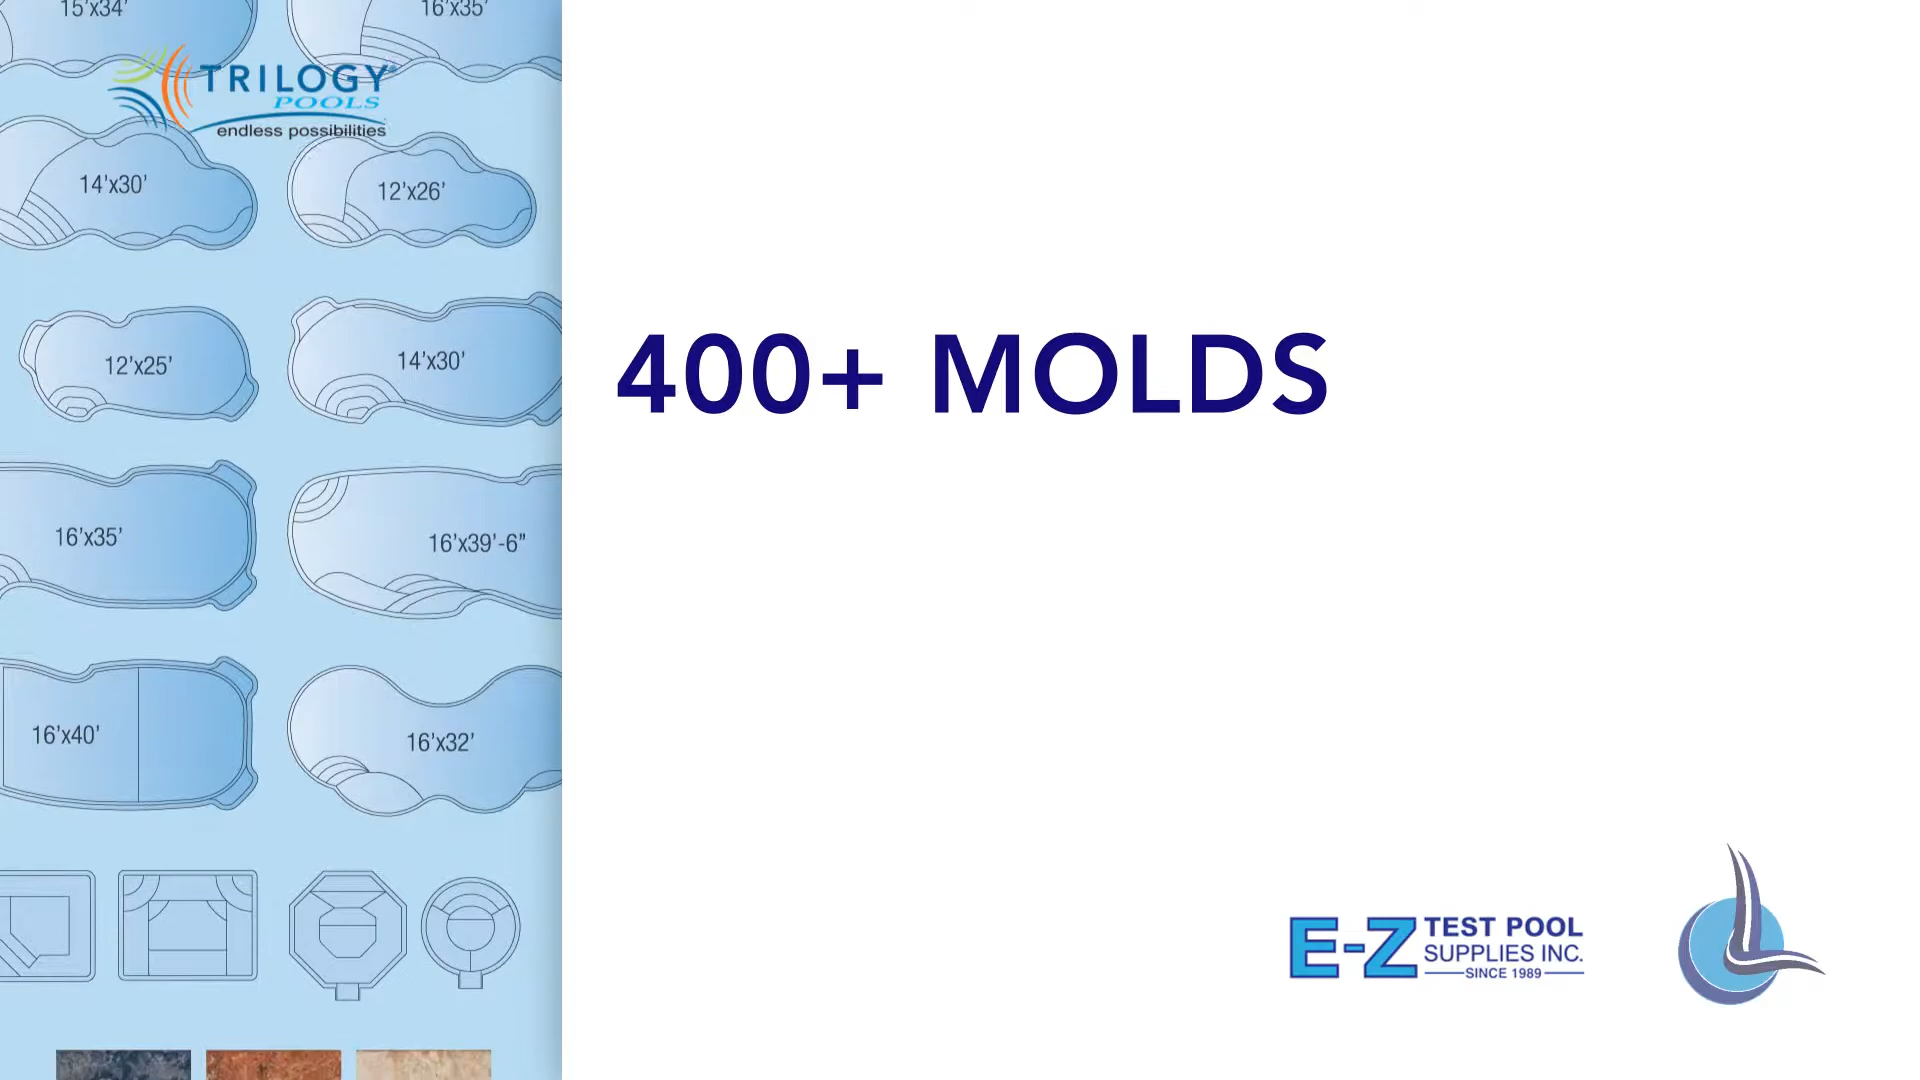 15’x34’
16’x35’
TRILOGY®
POOLS
endless possibilities
14’x30’
12’x26’
12’x25’
14’x30’
16’x35’
16’x39’-6”
16’x40’
16’x32’
400+ MOLDS
E-Z TEST POOL
SUPPLIES INC.
SINCE 1989